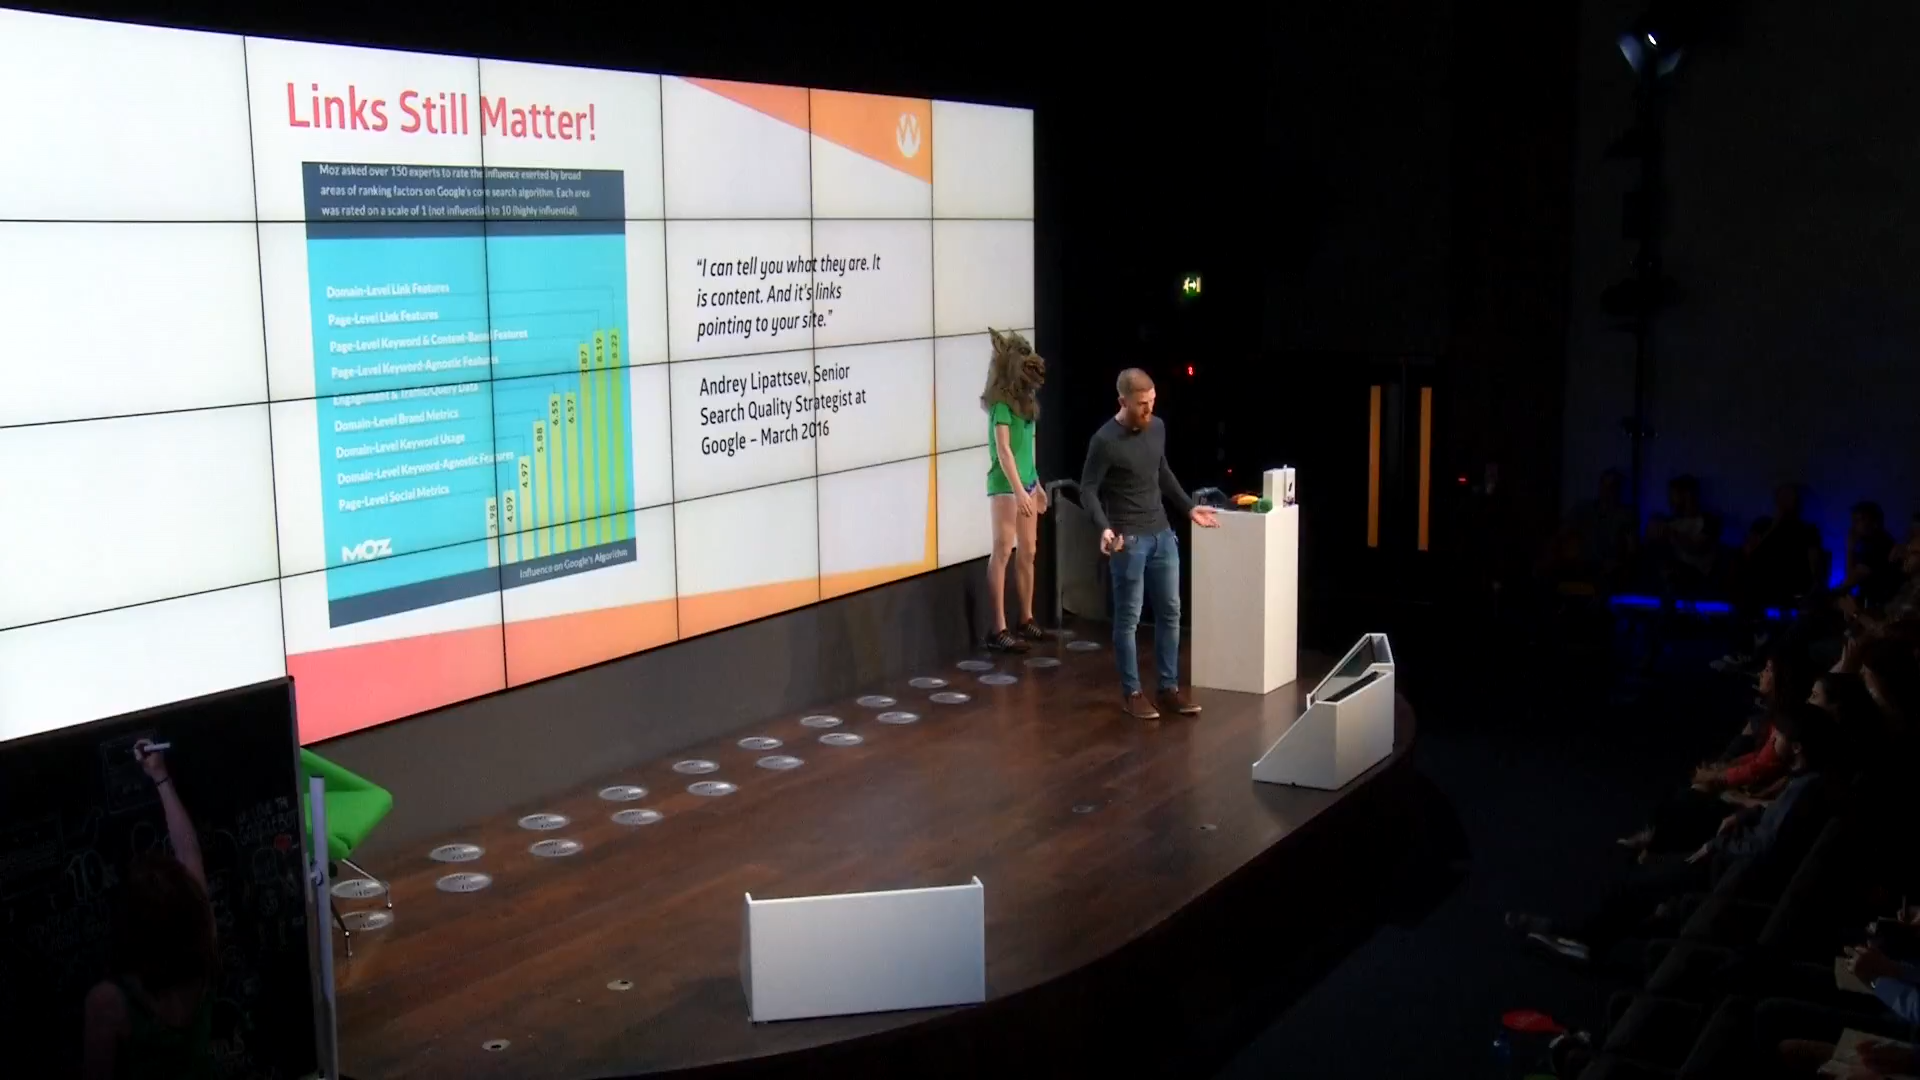 Links Still Matter!
Moz asked over 150 experts to rate the influence exerted by broad
areas of ranking factors on Google's core search algorithm. Each area
was rated on a scale of 1 (not influential) to 10 (highly influential).
Domain-Level Link Features
Page-Level Link Features
Page-Level Keyword & Content-Based Features
Page-Level Keyword-Agnostic Features
Engagement & Traffic/Query Data
Domain-Level Brand Metrics
Domain-Level Keyword Usage
Domain-Level Keyword-Agnostic Features
Page-Level Social Metrics
3.98
4.09
4.97
5.88
6.55
6.57
8.19
8.22
MOZ
Influence on Google's Algorithm
“I can tell you what they are. It
is content. And it's links
pointing to your site.”
Andrey Lipattsev, Senior
Search Quality Strategist at
Google – March 2016